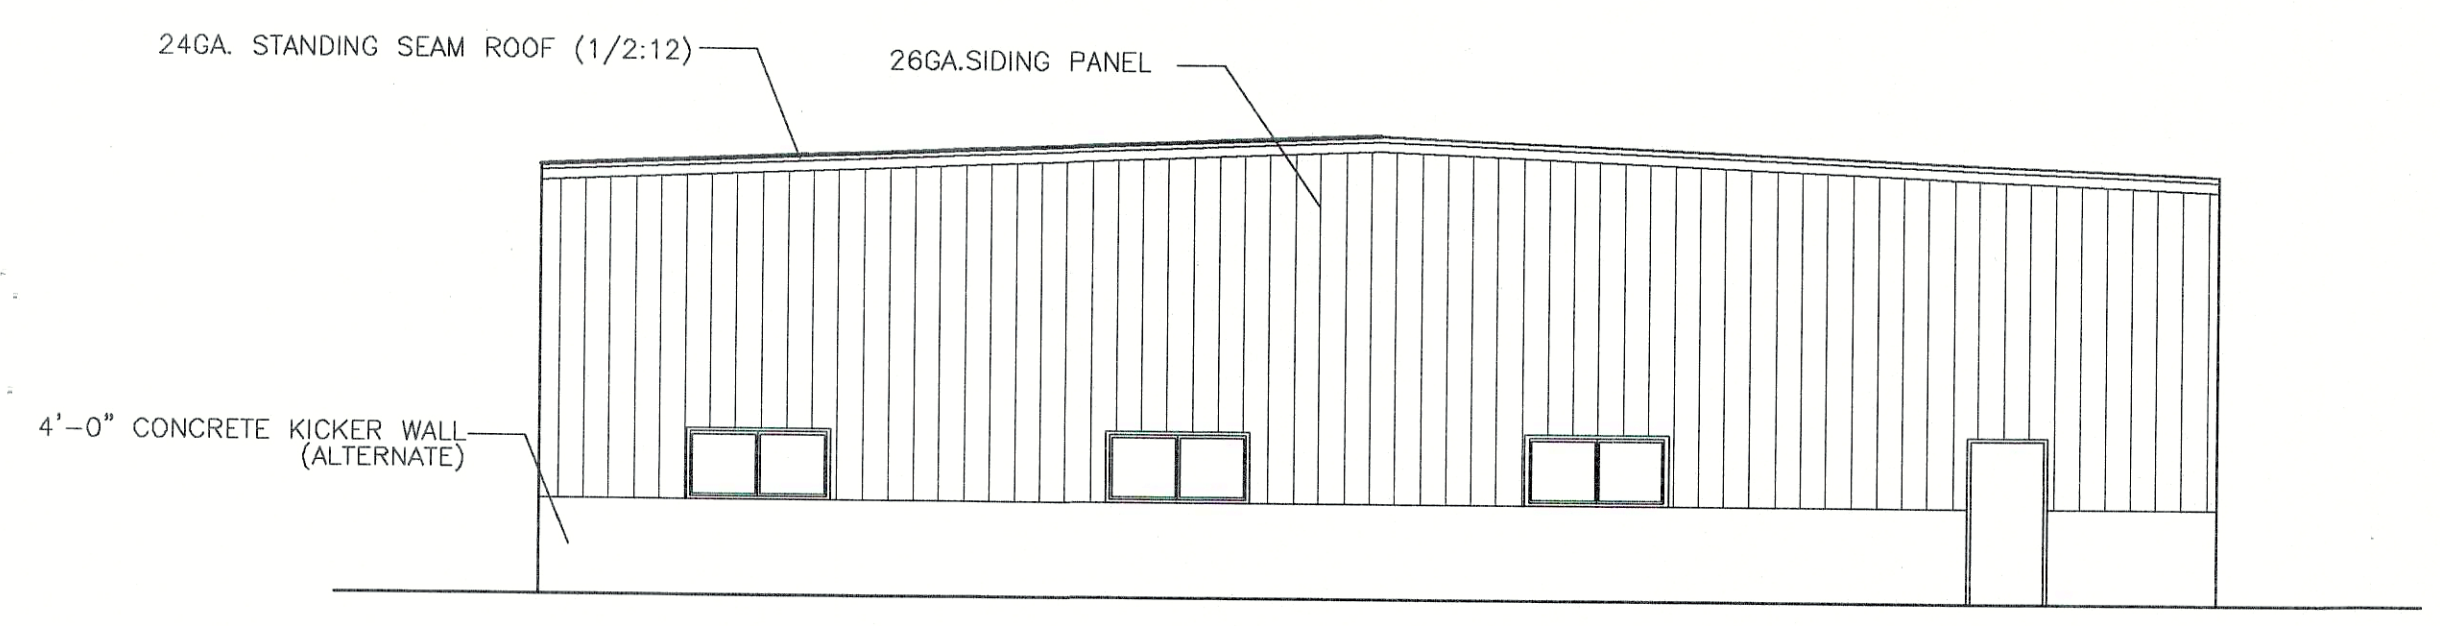 24GA. STANDING SEAM ROOF (1/2:12)
26GA.SIDING PANEL
4'-0" CONCRETE KICKER WALL
(ALTERNATE)